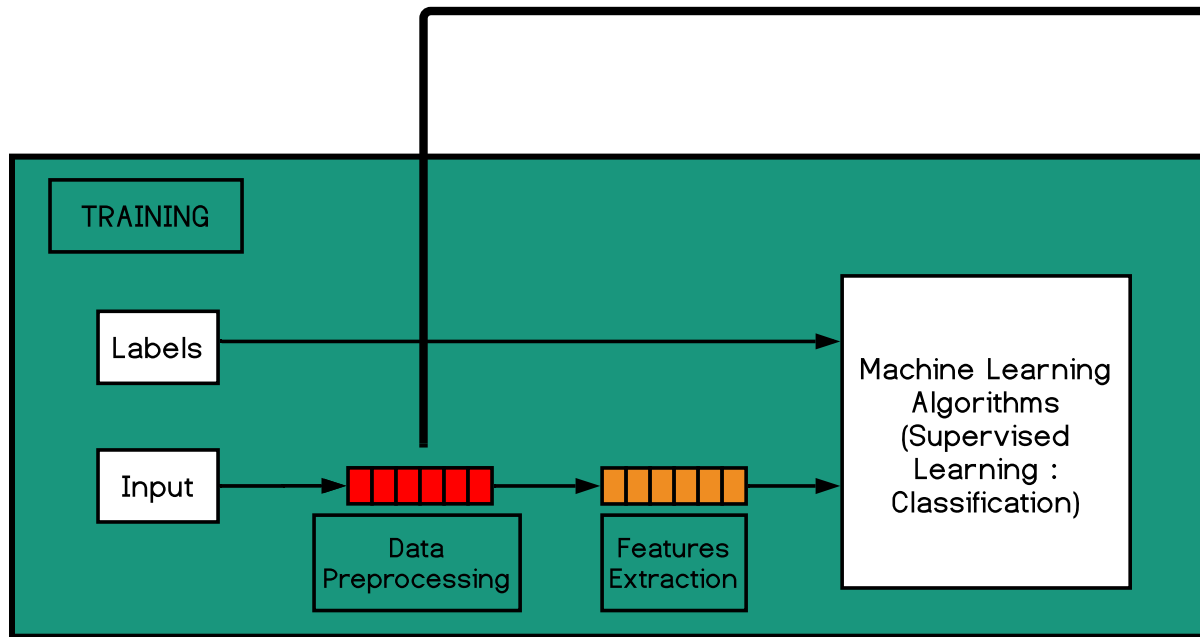 TRAINING
Labels
Input
Data
Preprocessing
Features
Extraction
Machine Learning
Algorithms
(Supervised
Learning :
Classification)